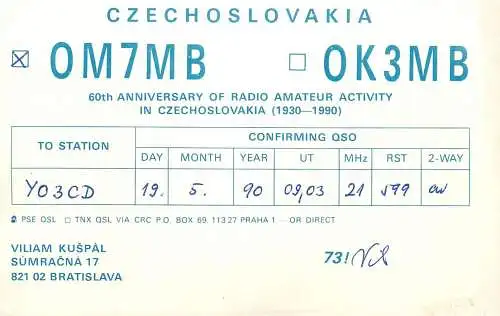 CZECHOSLOVAKIA
☒ OM7MB ☐ OK3MB
60th ANNIVERSARY OF RADIO AMATEUR ACTIVITY
IN CZECHOSLOVAKIA (1930—1990)
TO STATION CONFIRMING QSO
DAY MONTH YEAR UT MHz RST 2-WAY
YO3CD 19. 5. 90 09,03 21 599 cw
PSE QSL ☐ TNX QSL VIA CRC P.O. BOX 69, 113 27 PRAHA 1 — OR DIRECT
VILIAM KUŠPÁL
SÚMRAČNÁ 17 73!
821 02 BRATISLAVA